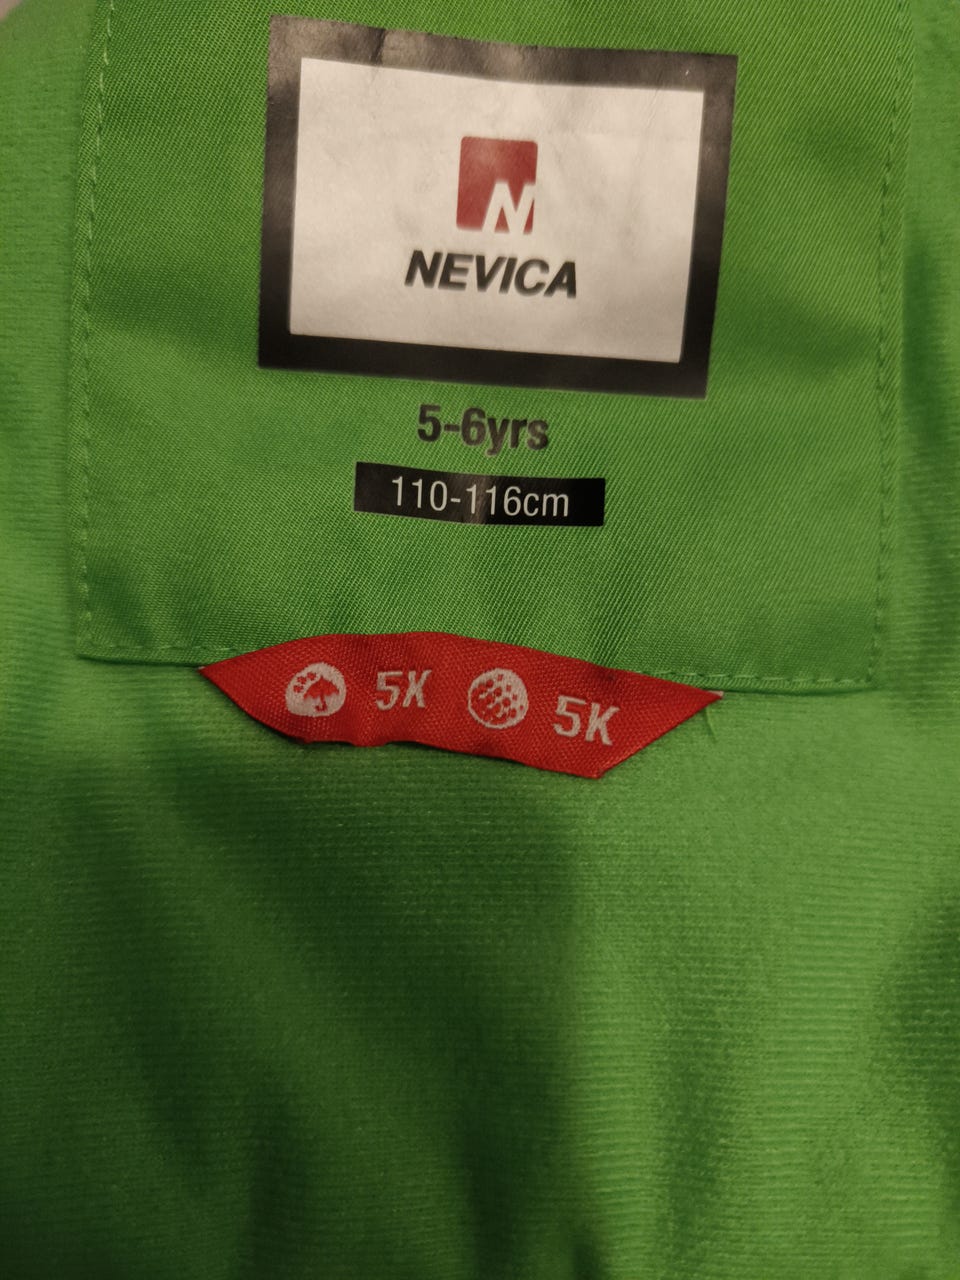 N
NEVICA
5-6yrs
110-116cm
5K 5K